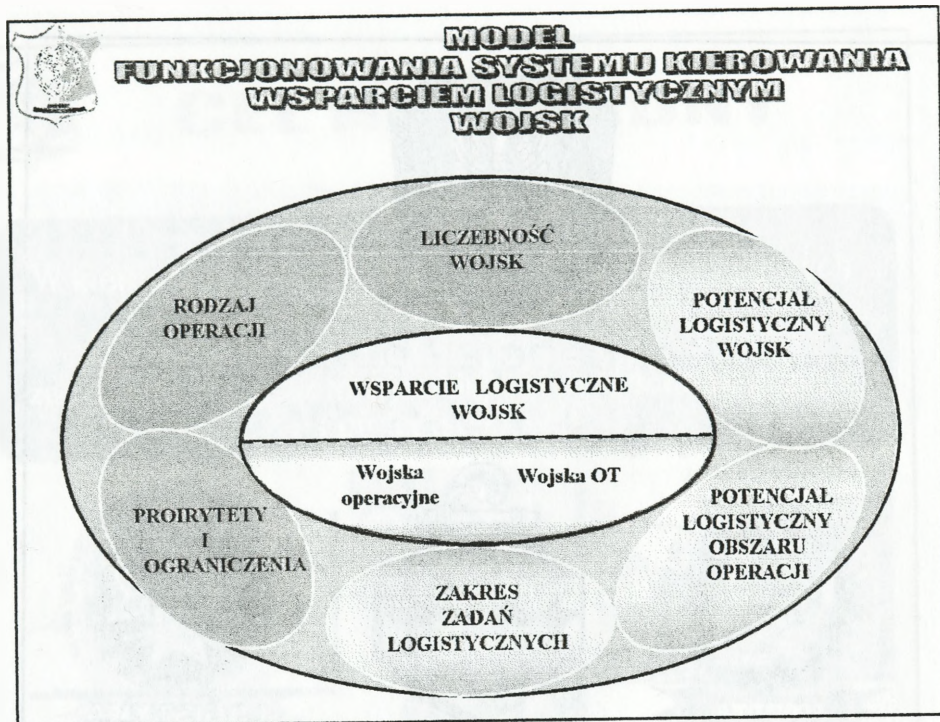 MODEL
FUNKCJONOWANIA SYSTEMU KIEROWANIA
WSPARCIEM LOGISTYCZNYM
WOJSK
LICZEBNOŚĆ
WOJSK
RODZAJ
OPERACJI
POTENCJAŁ
LOGISTYCZNY
WOJSK
WSPARCIE LOGISTYCZNE
WOJSK
Wojska
operacyjne
Wojska OT
PROIRYTETY
I
OGRANICZENIA
POTENCJAŁ
LOGISTYCZNY
OBSZARU
OPERACJI
ZAKRES
ZADAŃ
LOGISTYCZNYCH